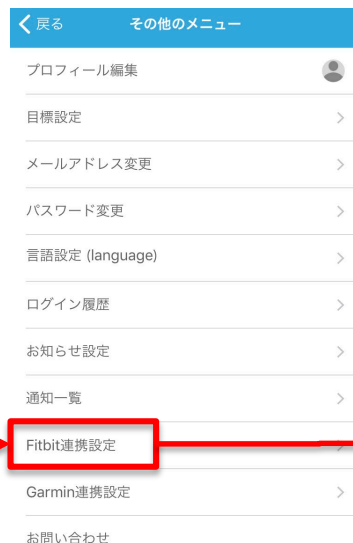 戻る その他のメニュー
プロフィール編集
目標設定
メールアドレス変更
パスワード変更
言語設定 (language)
ログイン履歴
お知らせ設定
通知一覧
Fitbit連携設定
Garmin連携設定
お問い合わせ